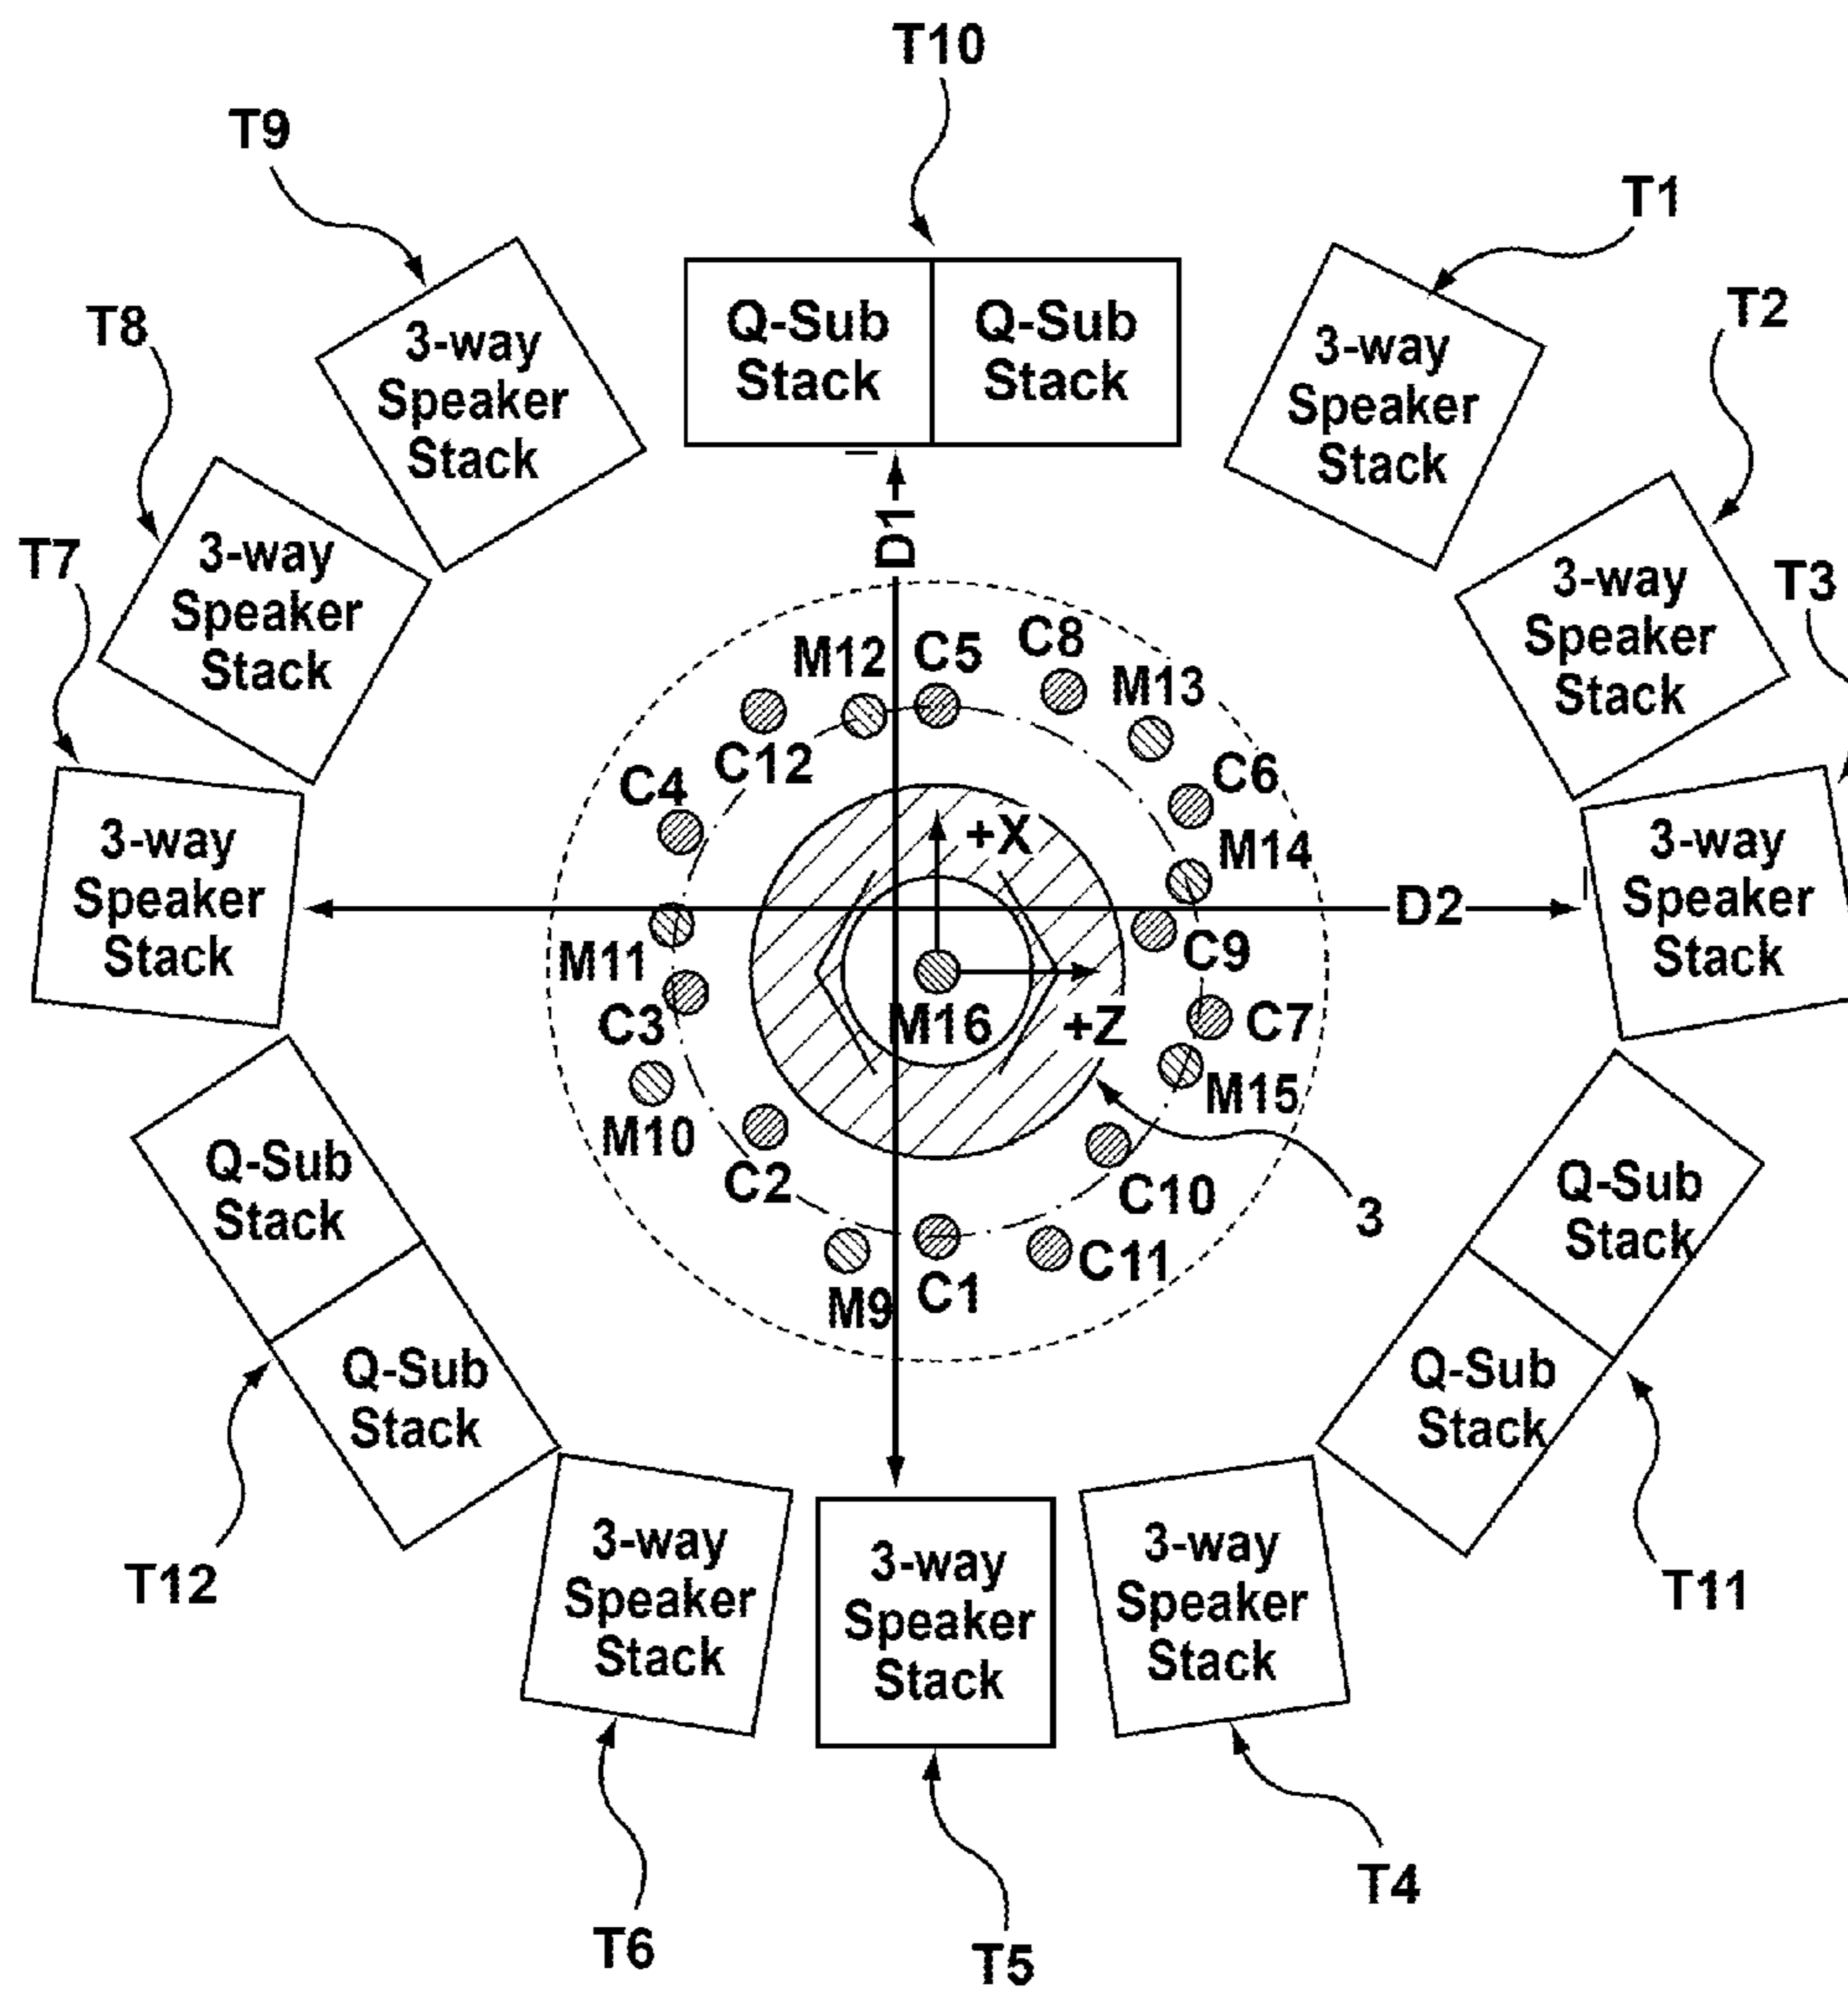 T10
T9
T1
T2
T8
Q-Sub
Stack
Q-Sub
Stack
3-way
Speaker
Stack
3-way
Speaker
Stack
D1
T7
3-way
Speaker
Stack
3-way
Speaker
Stack
T3
M12
C5
C8
M13
C12
C4
C6
+X
M14
3-way
Speaker
Stack
3-way
Speaker
Stack
D2
M11
C9
C3
M16
+Z
C7
M15
M10
C2
C10
3
C11
M9
C1
Q-Sub
Stack
Q-Sub
Stack
Q-Sub
Stack
Q-Sub
Stack
T12
T11
3-way
Speaker
Stack
3-way
Speaker
Stack
3-way
Speaker
Stack
T4
T6
T5